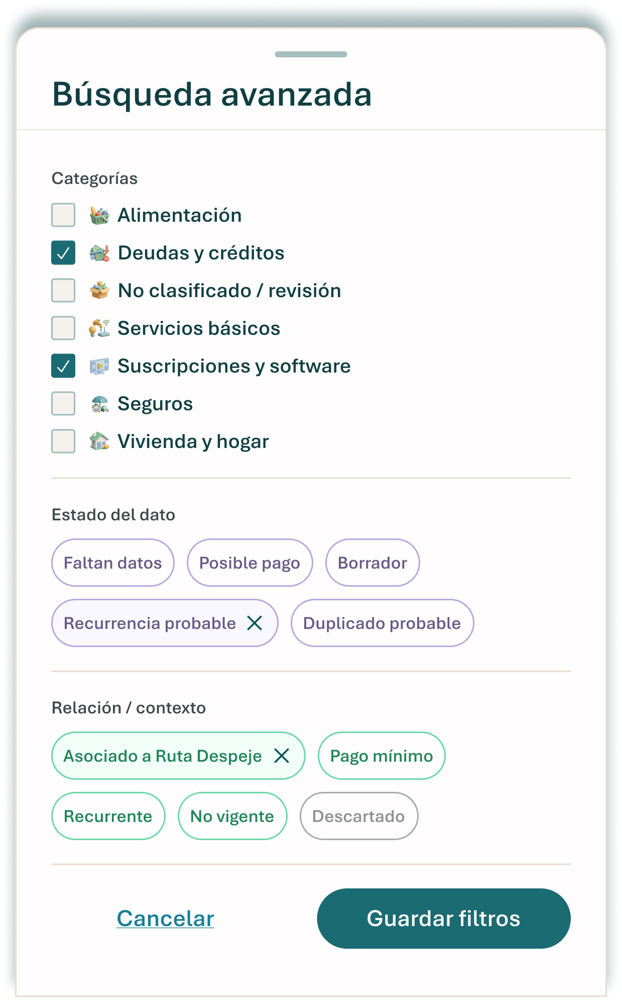 Búsqueda avanzada
Categorías
Alimentación
Deudas y créditos
No clasificado / revisión
Servicios básicos
Suscripciones y software
Seguros
Vivienda y hogar
Estado del dato
Faltan datos Posible pago Borrador
Recurrencia probable Duplicado probable
Relación / contexto
Asociado a Ruta Despeje Pago mínimo
Recurrente No vigente Descartado
Cancelar Guardar filtros